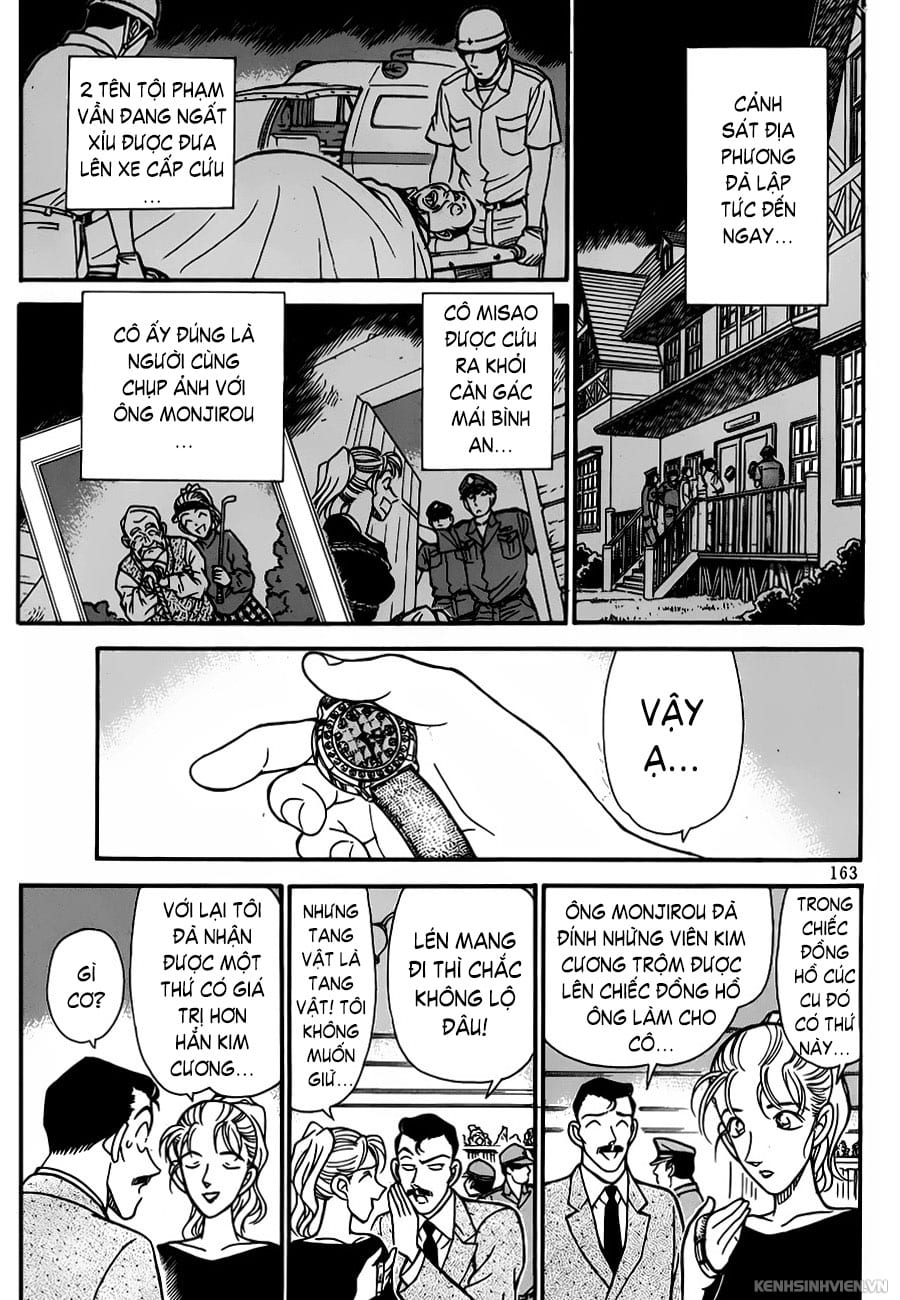 CẢNH
SÁT ĐỊA
PHƯƠNG
ĐÃ LẬP
TỨC ĐẾN
NGAY...
2 TÊN TỘI PHẠM
VẪN ĐANG NGẤT
XỈU ĐƯỢC ĐƯA
LÊN XE CẤP CỨU
...
CÔ MISAO
ĐƯỢC CỨU
RA KHỎI
CĂN GÁC
MÁI BÌNH
AN...
CÔ ẤY ĐÚNG LÀ
NGƯỜI CÙNG
CHỤP ẢNH VỚI
ÔNG MONJIROU
...
VẬY
Ạ...
163
TRONG
CHIẾC
ĐỒNG
HỒ CÚC
CU ĐÓ
CÓ THỨ
NÀY...
ÔNG MONJIROU ĐÃ
ĐÍNH NHỮNG VIÊN KIM
CƯƠNG TRỘM ĐƯỢC
LÊN CHIẾC ĐỒNG HỒ
ÔNG LÀM CHO
CÔ...
LÉN MANG
ĐI THÌ CHẮC
KHÔNG LỘ
ĐÂU!
NHƯNG
TANG
VẬT LÀ
TANG
VẬT! TÔI
KHÔNG
MUỐN
GIỮ...
VỚI LẠI TÔI
ĐÃ NHẬN
ĐƯỢC MỘT
THỨ CÓ GIÁ
TRỊ HƠN
HẲN KIM
CƯƠNG...
GÌ
CƠ?
KENHSINHVIEN.VN